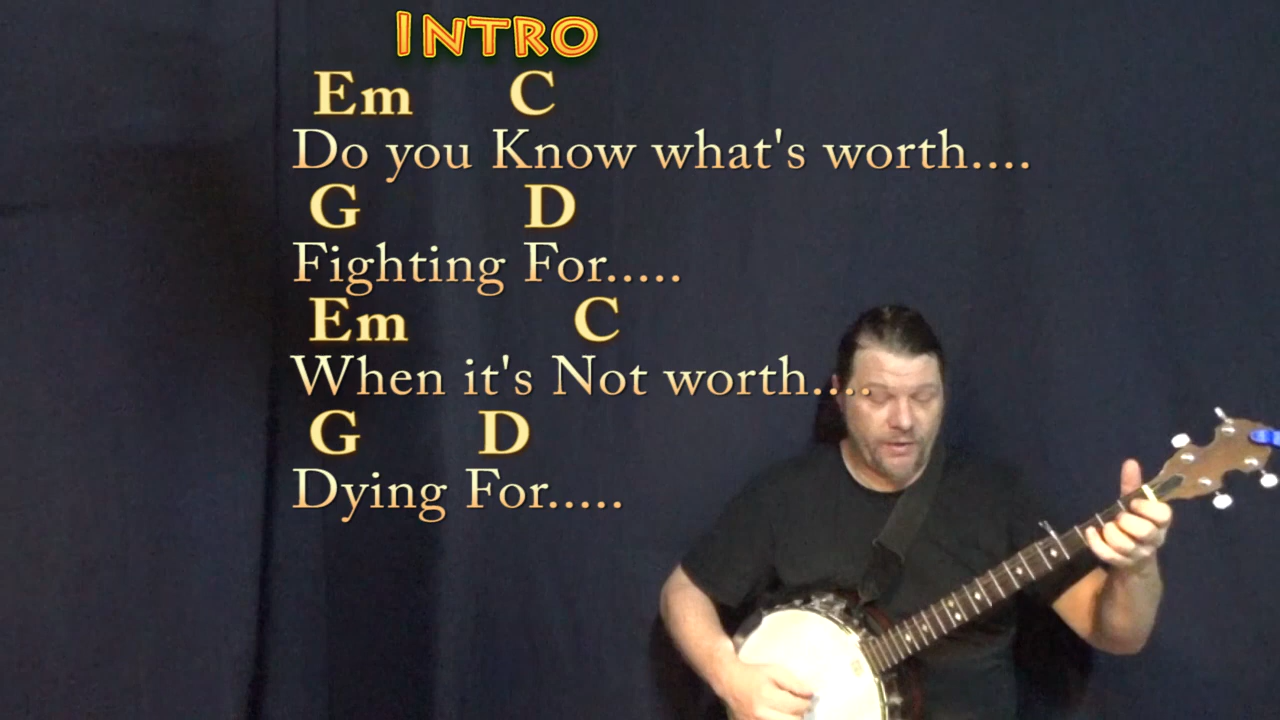 INTRO
Em C
Do you Know what's worth....
G D
Fighting For.....
Em C
When it's Not worth....
G D
Dying For.....